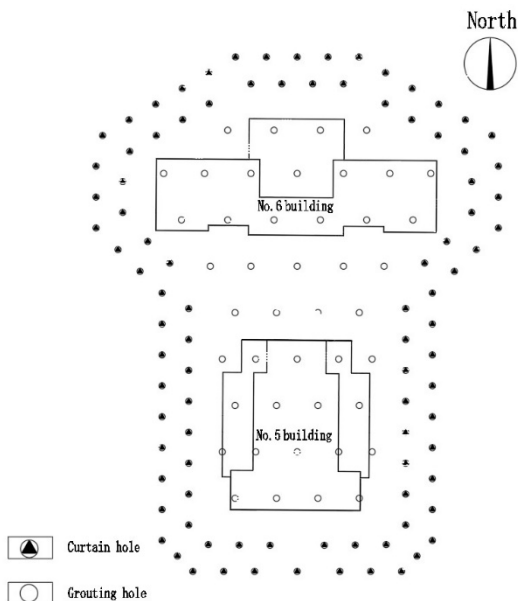 North
No. 6 building
No. 5 building
Curtain hole
Grouting hole